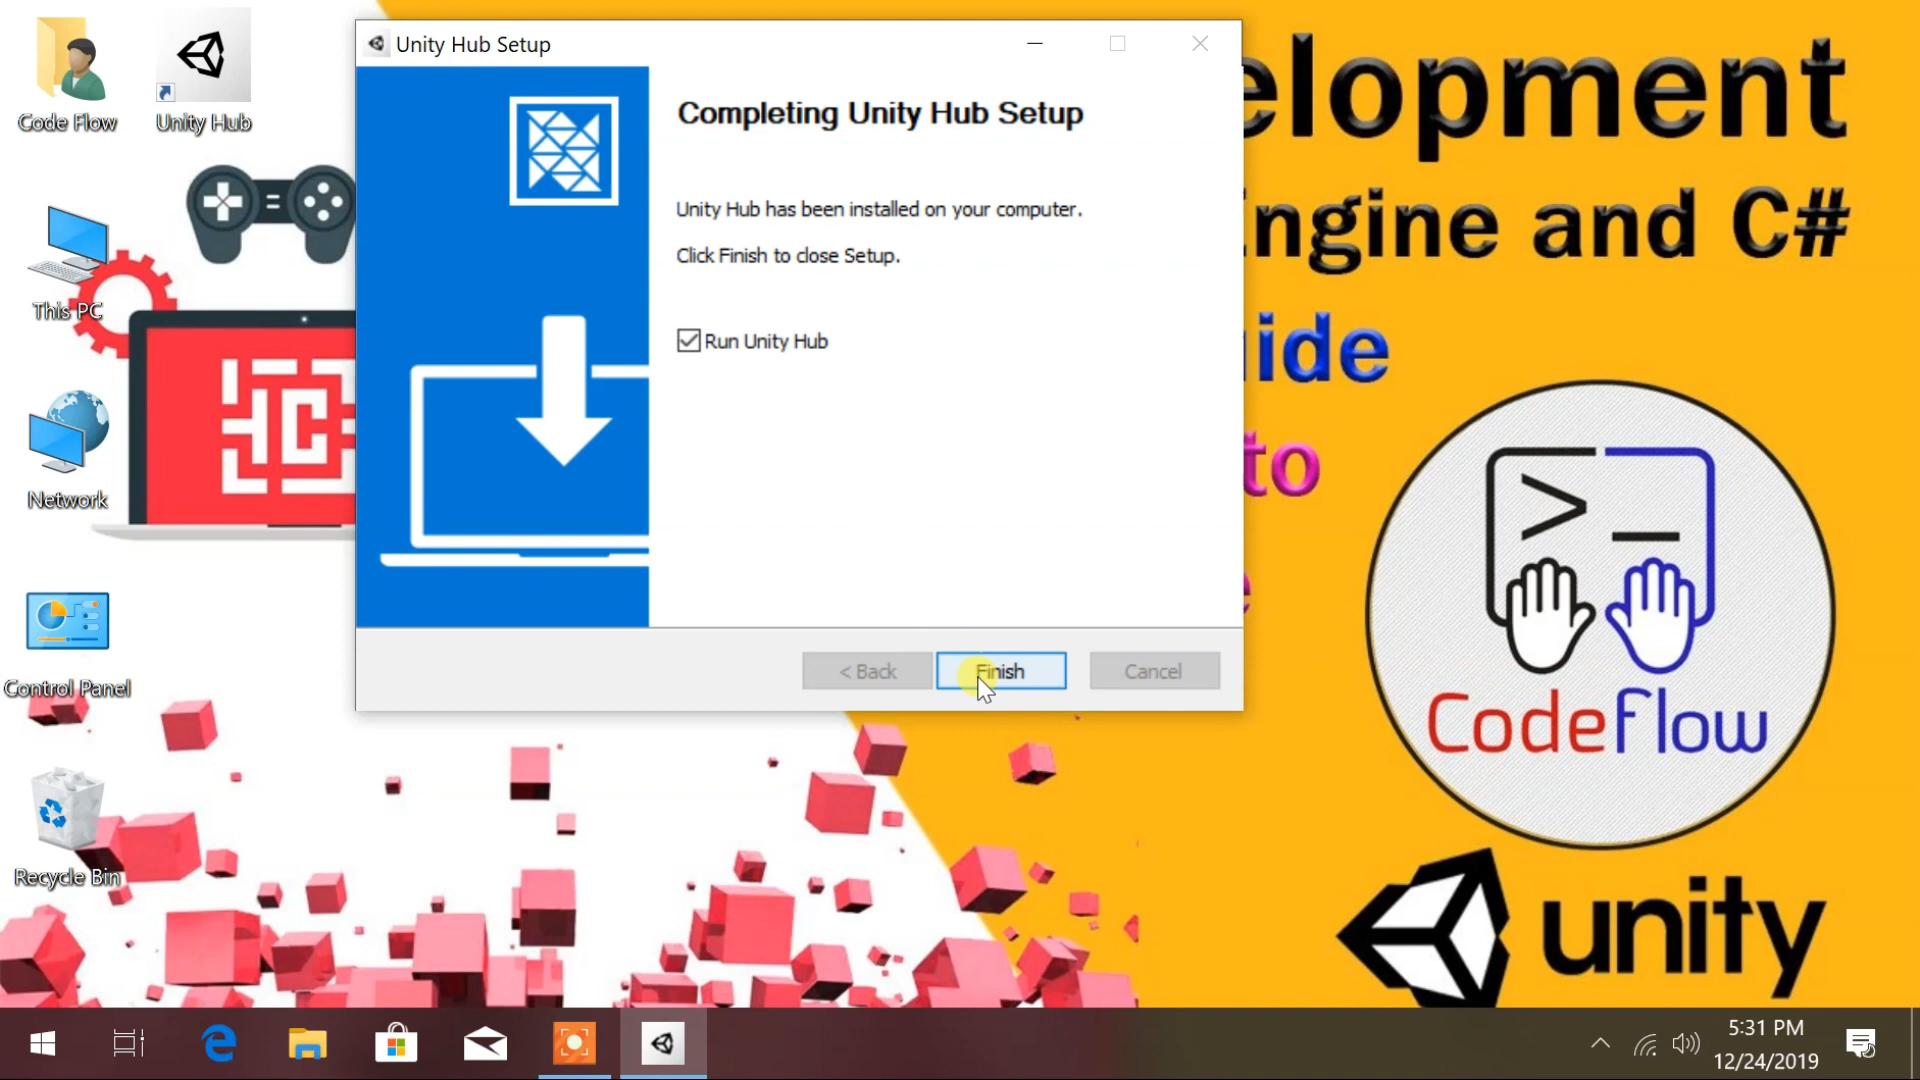 Code Flow
Unity Hub
This PC
Network
Control Panel
Recycle Bin
Unity Hub Setup
Completing Unity Hub Setup
Unity Hub has been installed on your computer.
Click Finish to close Setup.
Run Unity Hub
< Back
Finish
Cancel
elopment
ngine and C#
ide
to
>_
CodeFlow
unity
5:31 PM
12/24/2019